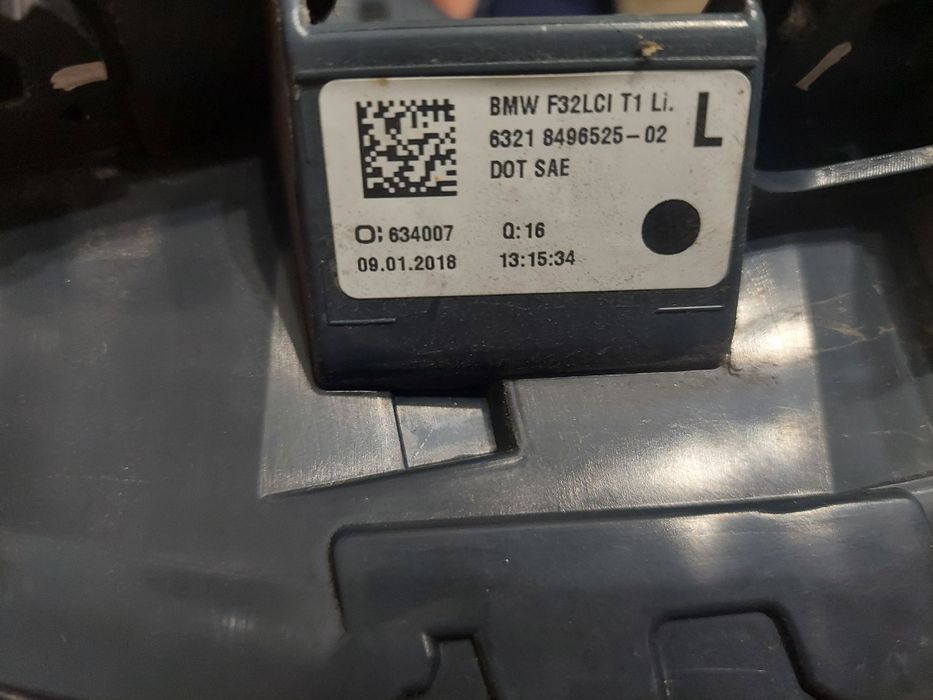 BMW F32LCI T1 Li.
L
6321 8496525-02
DOT SAE
634007 Q:16
09.01.2018 13:15:34